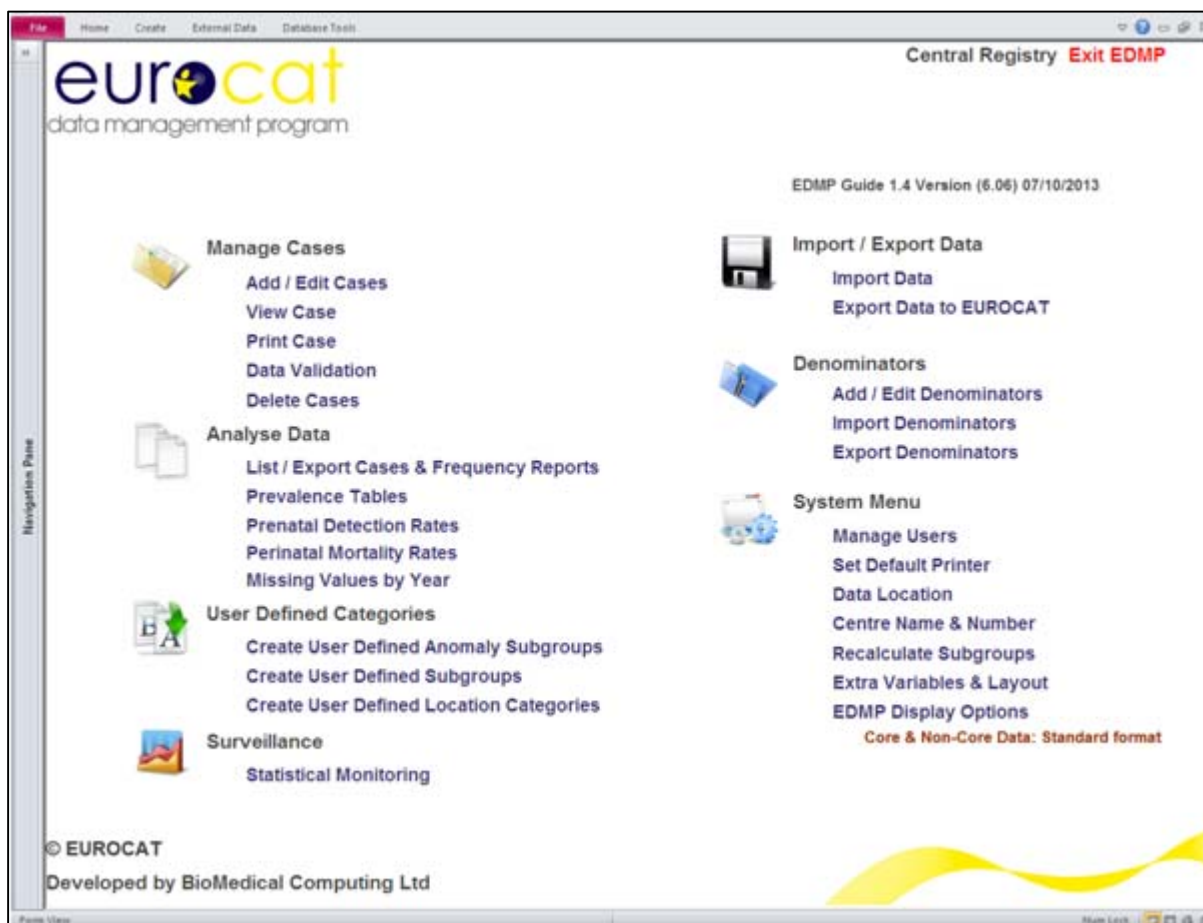 File Home Create External Data Database Tools
Central Registry Exit EDMP
eurocat
data management program
EDMP Guide 1.4 Version (6.06) 07/10/2013
Manage Cases
Add / Edit Cases
View Case
Print Case
Data Validation
Delete Cases
Analyse Data
List / Export Cases & Frequency Reports
Prevalence Tables
Prenatal Detection Rates
Perinatal Mortality Rates
Missing Values by Year
User Defined Categories
Create User Defined Anomaly Subgroups
Create User Defined Subgroups
Create User Defined Location Categories
Surveillance
Statistical Monitoring
Import / Export Data
Import Data
Export Data to EUROCAT
Denominators
Add / Edit Denominators
Import Denominators
Export Denominators
System Menu
Manage Users
Set Default Printer
Data Location
Centre Name & Number
Recalculate Subgroups
Extra Variables & Layout
EDMP Display Options
Core & Non-Core Data: Standard format
Navigation Pane
© EUROCAT
Developed by BioMedical Computing Ltd
Form View
Num Lock